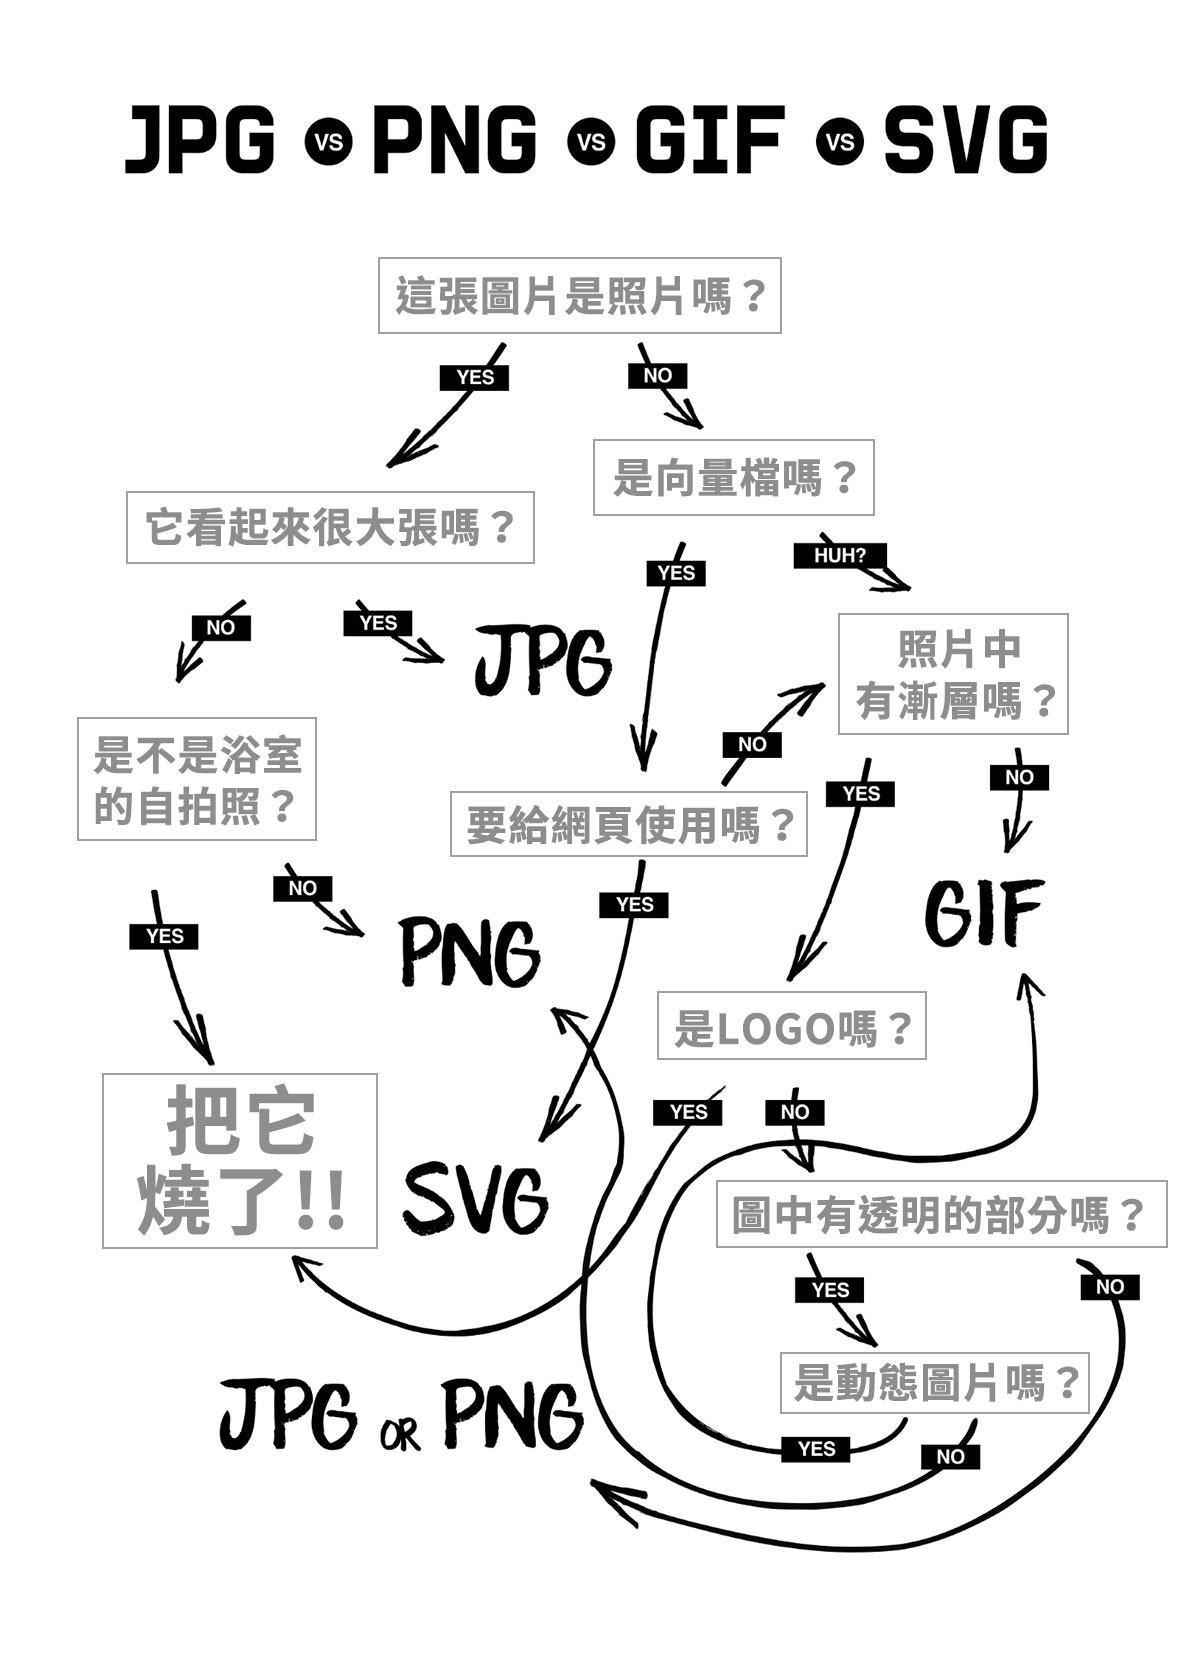 JPG VS PNG VS GIF VS SVG
這張圖片是照片嗎？
YES
NO
是向量檔嗎？
它看起來很大張嗎？
YES
HUH?
NO
YES
JPG
照片中
有漸層嗎？
是不是浴室
的自拍照？
NO
YES
NO
要給網頁使用嗎？
NO
YES
YES
PNG
GIF
是LOGO嗎？
把它
燒了!!
YES
NO
SVG
圖中有透明的部分嗎？
YES
NO
是動態圖片嗎？
JPG OR PNG
YES
NO